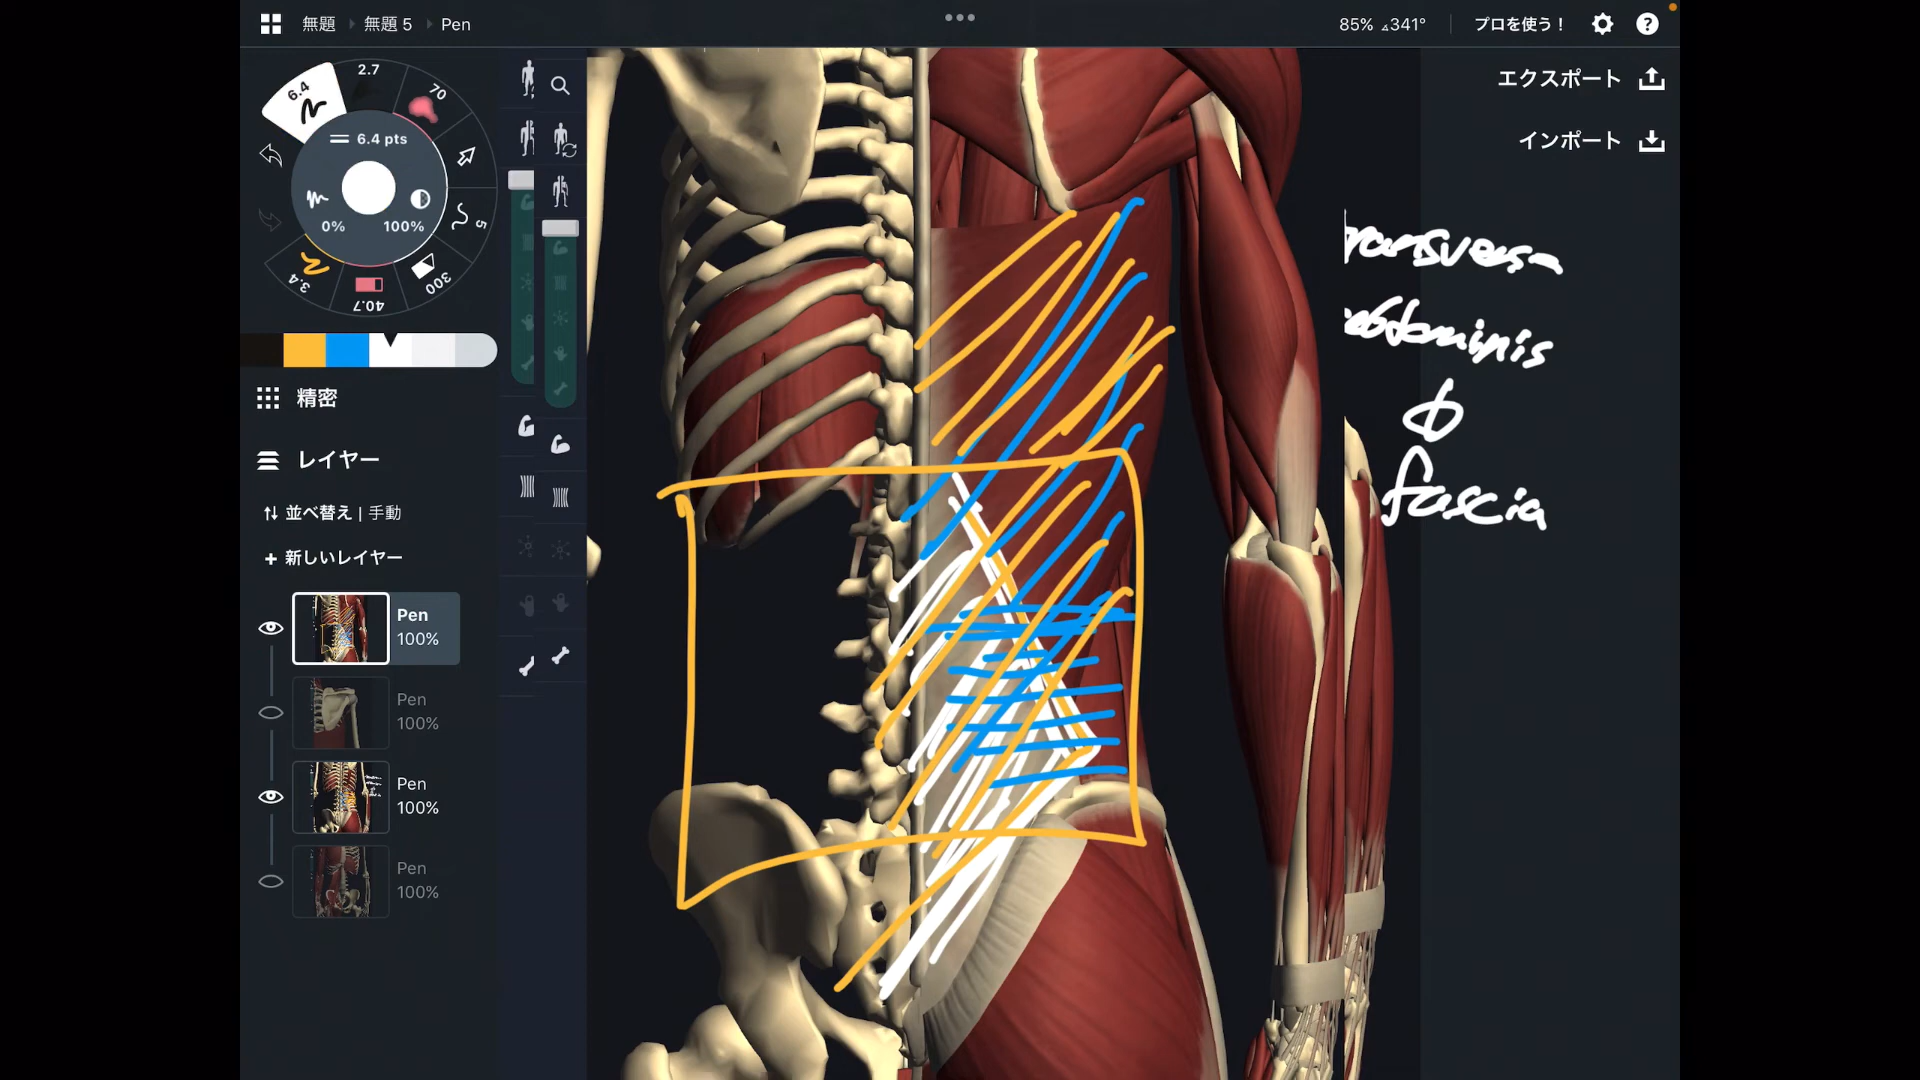 無題 無題 5 Pen
85% ⊿341°
プロを使う！
エクスポート
インポート
2.7
6.4
70
6.4 pts
0% 100%
5
3.4
40.7
300
精密
レイヤー
並べ替え | 手動
+ 新しいレイヤー
Pen
100%
Pen
100%
Pen
100%
Pen
100%
abdominis
fascia